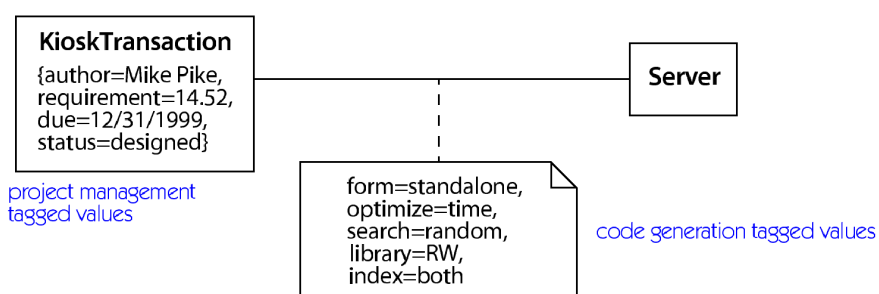 KioskTransaction
{author=Mike Pike,
requirement=14.52,
due=12/31/1999,
status=designed}
Server
project management
tagged values
form=standalone,
optimize=time,
search=random,
library=RW,
index=both
code generation tagged values